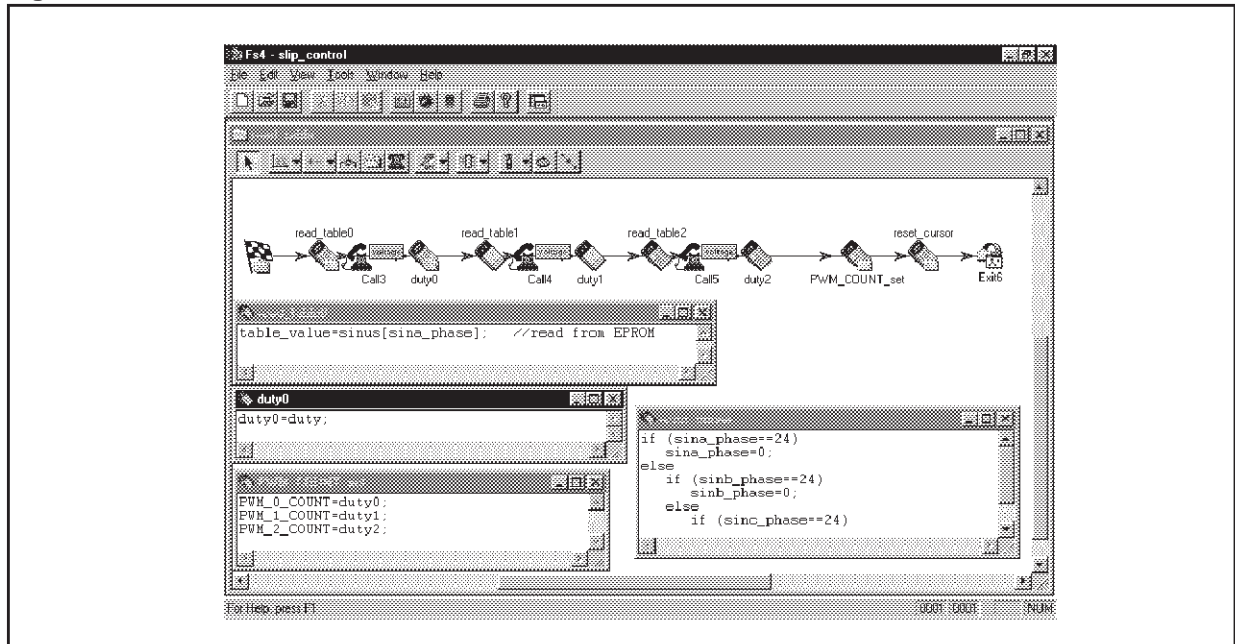 Fs4 - slip_control
File Edit View Tools Window Help
read_table0 read_table1 read_table2 reset_cursor
Call3 duty0 Call4 duty1 Call5 duty2 PWM_COUNT_set Exit6
table_value=sinus[sina_phase]; //read from EPROM
duty0
duty0=duty;
PWM_0_COUNT=duty0;
PWM_1_COUNT=duty1;
PWM_2_COUNT=duty2;
if (sina_phase==24)
sina_phase=0;
else
if (sinb_phase==24)
sinb_phase=0;
else
if (sinc_phase==24)
For Help, press F1 0001 0001 NUM